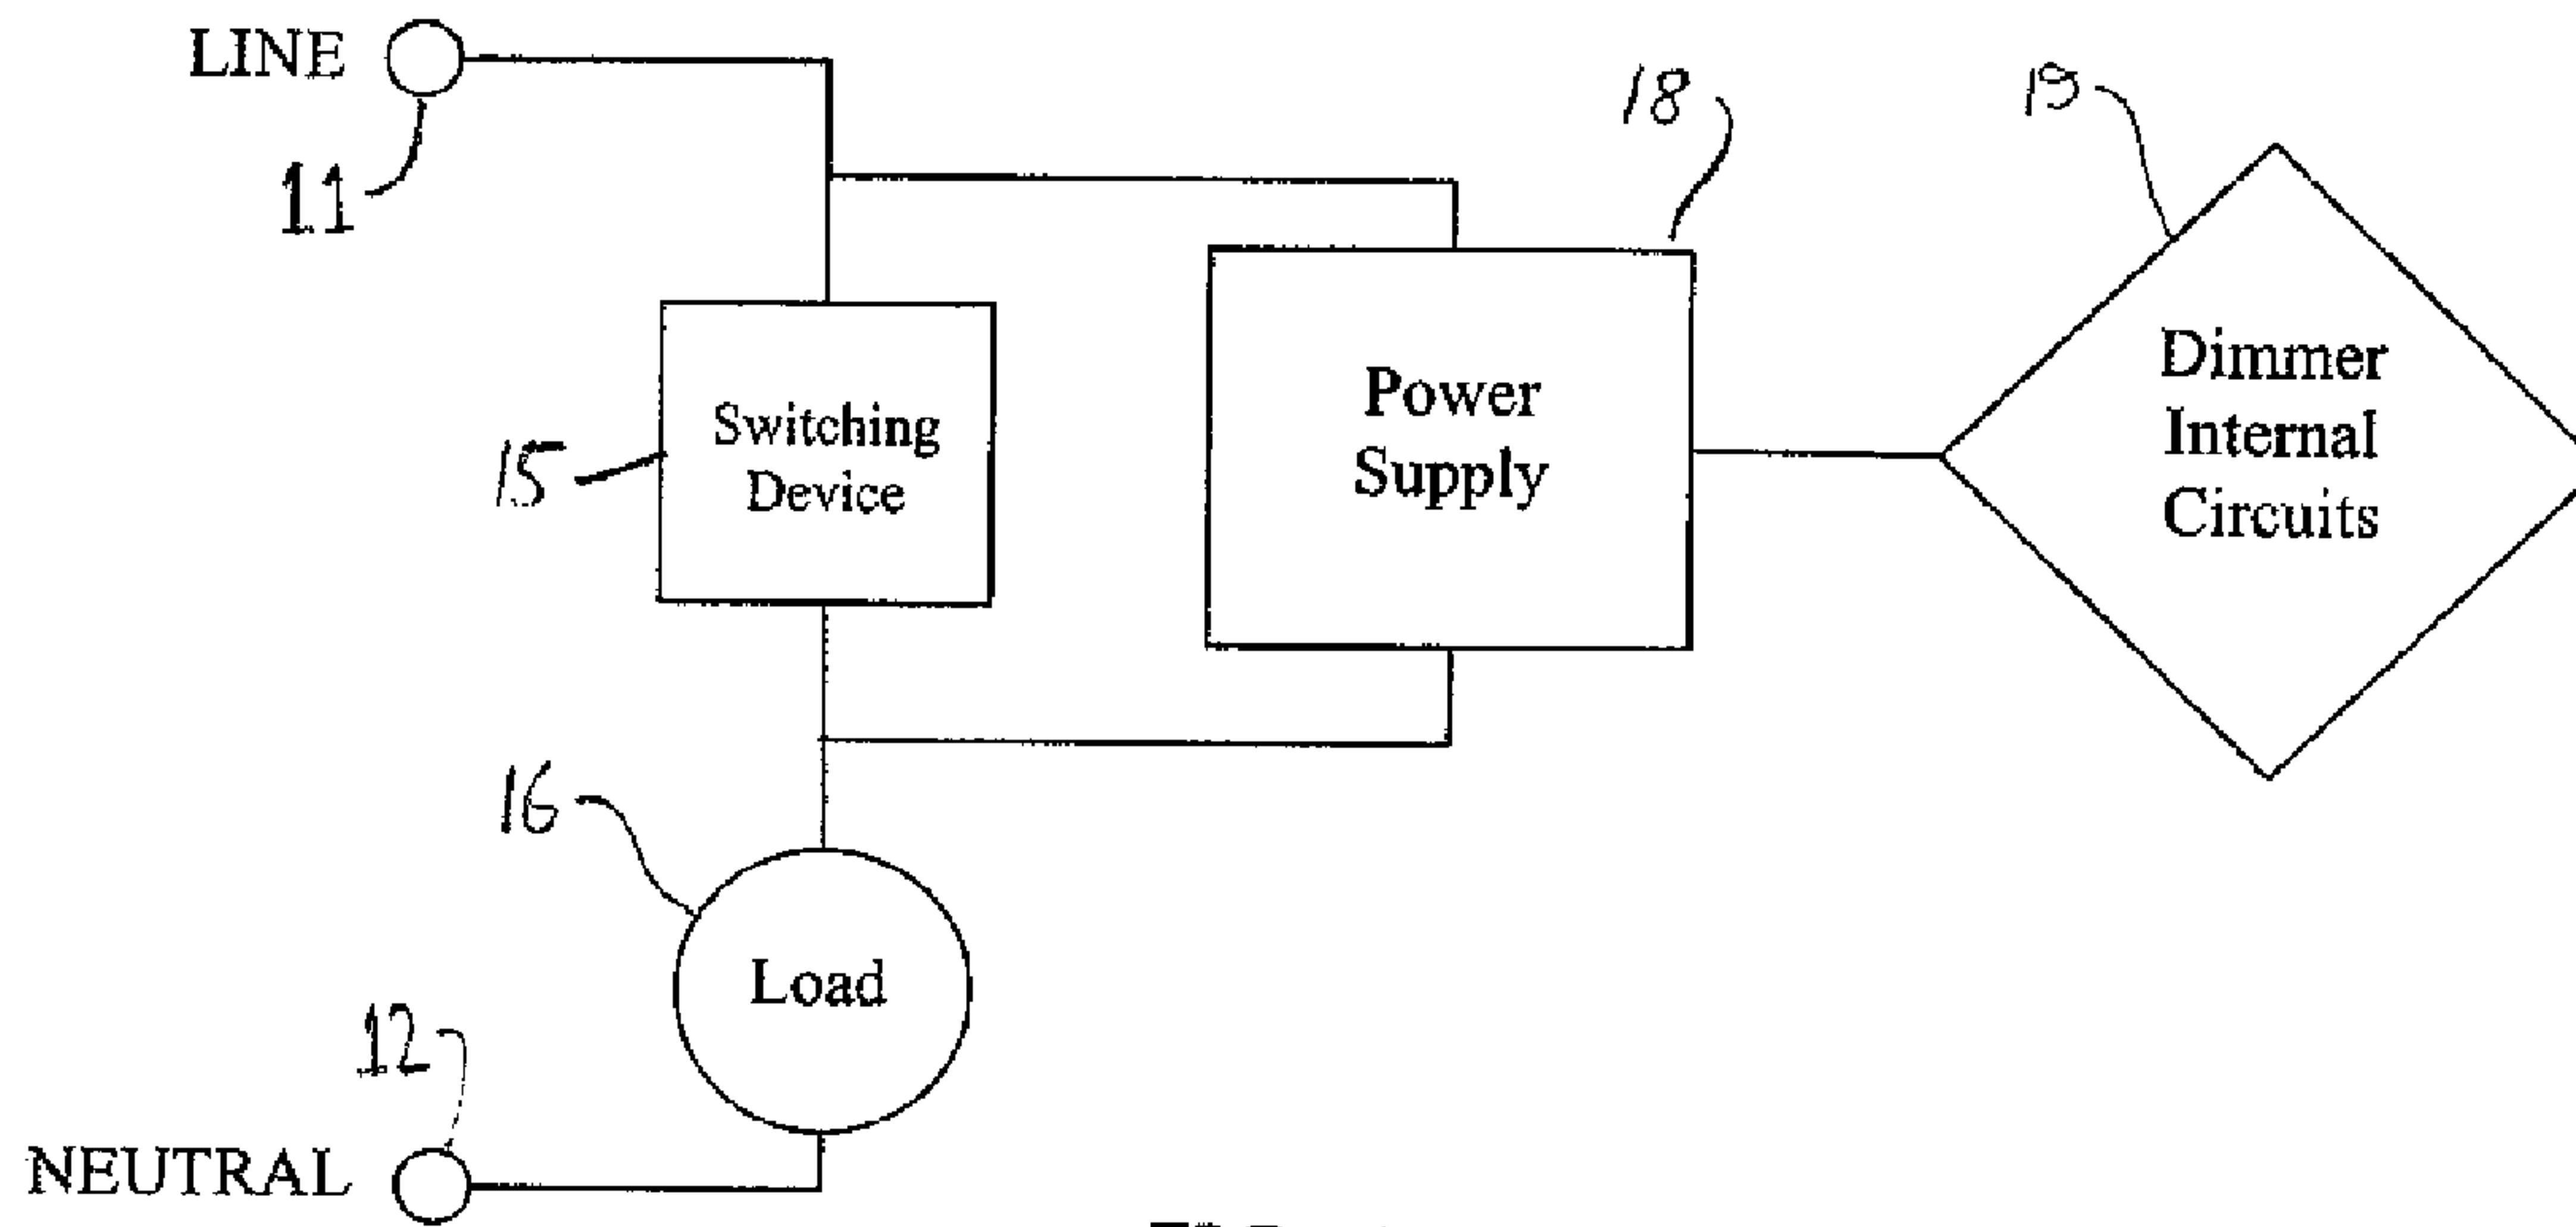 LINE
11
18
19
Switching
Device
15
Power
Supply
Dimmer
Internal
Circuits
16
Load
12
NEUTRAL